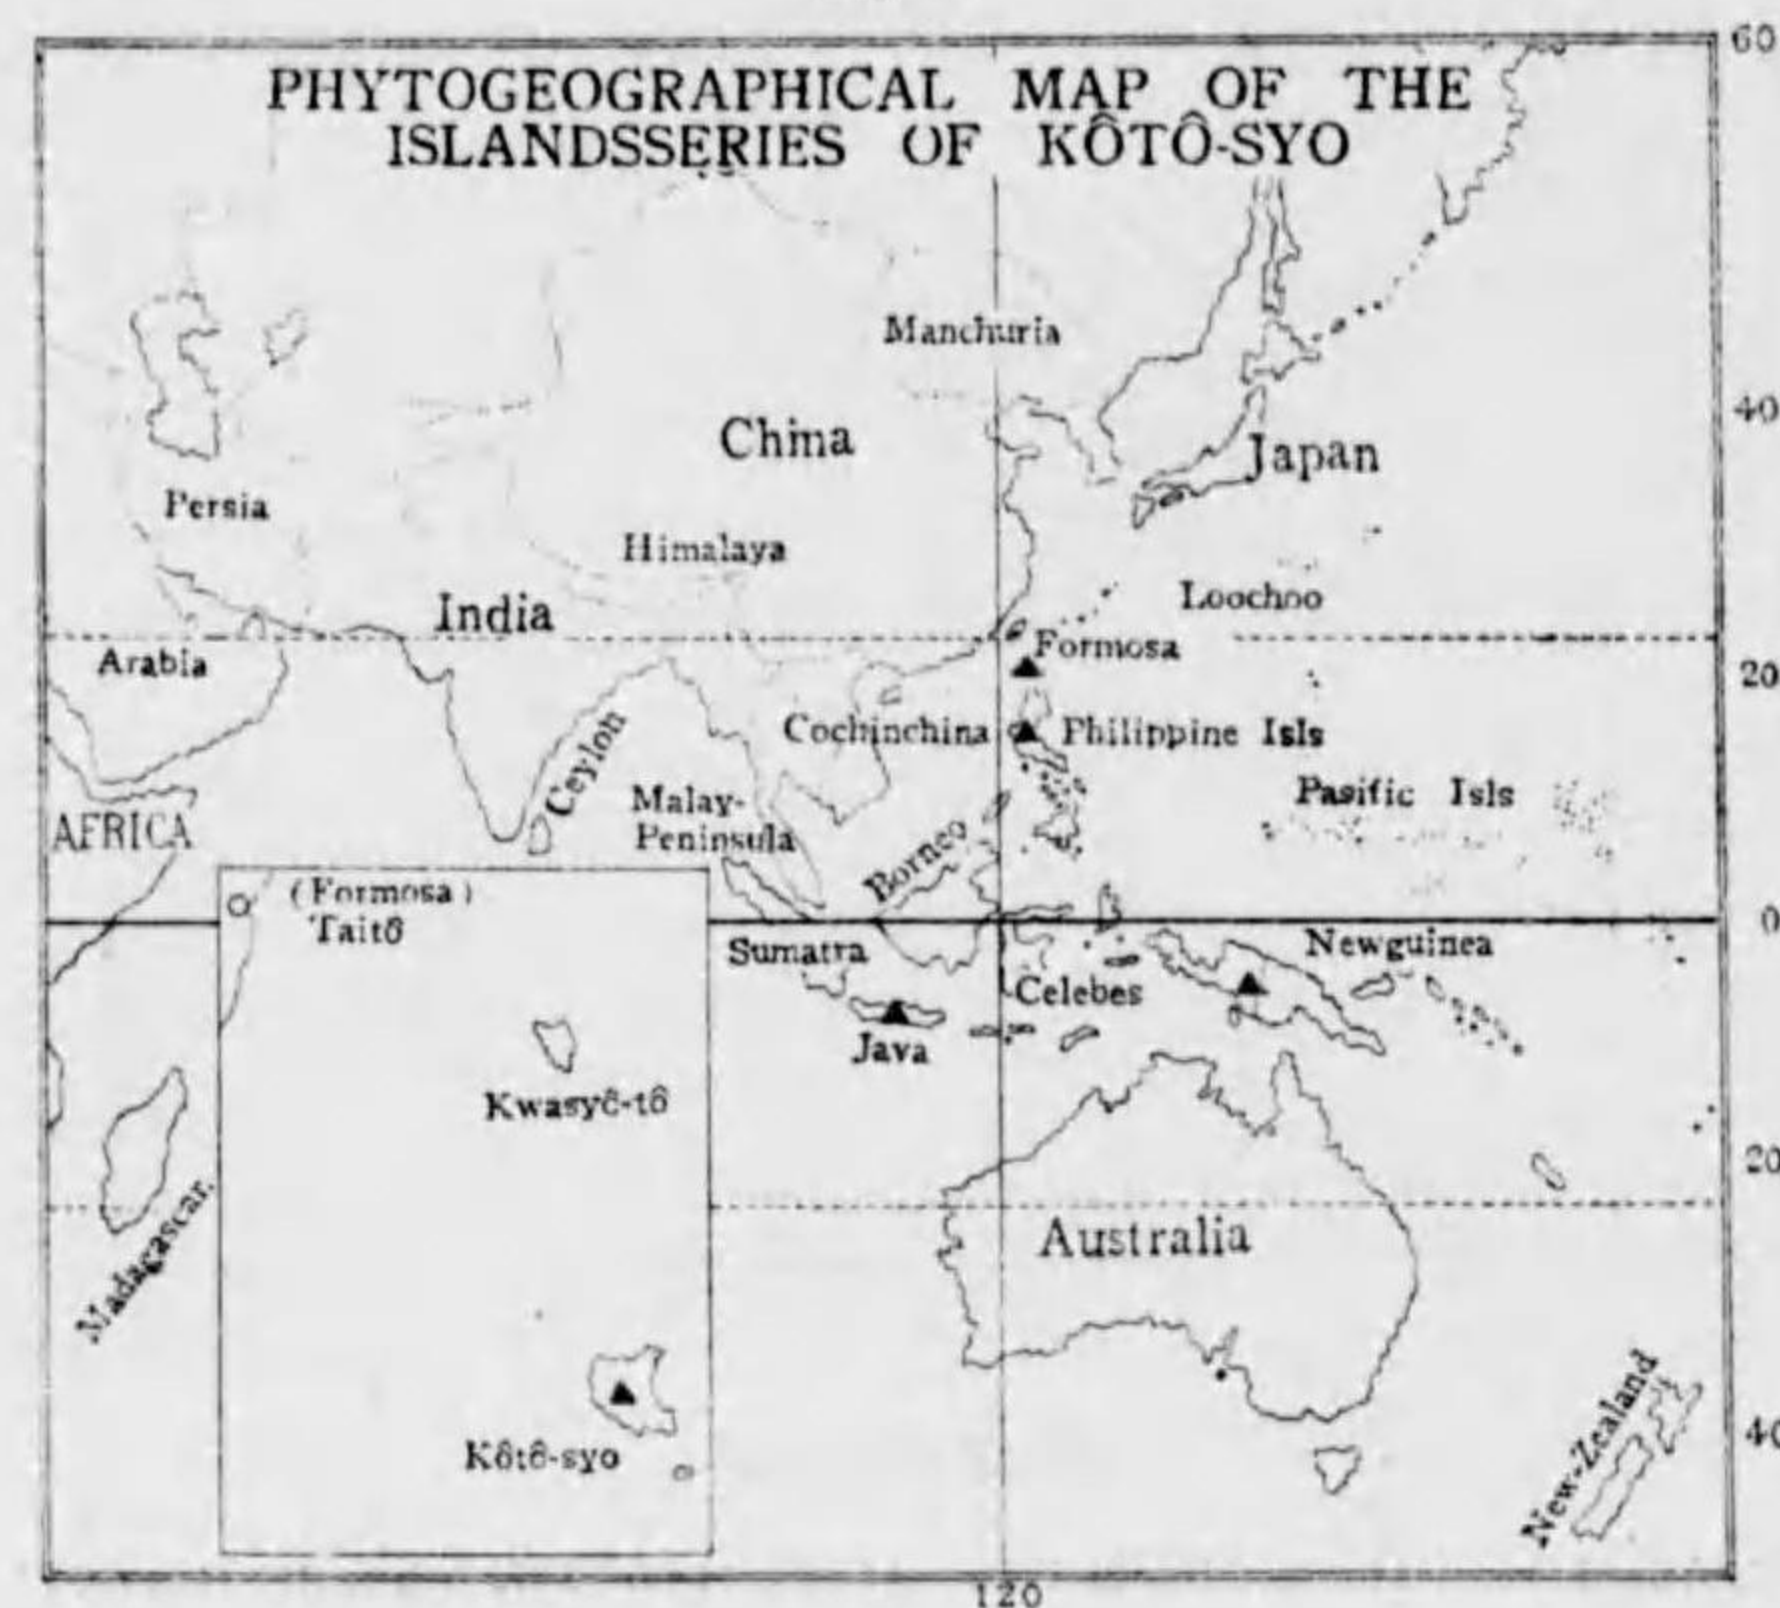 PHYTOGEOGRAPHICAL MAP OF THE
ISLANDSSERIES OF KÔTÔ-SYO
60
Manchuria
40
China
Japan
Persia
Himalaya
Loochoo
India
Formosa
Arabia
20
Cochinchina
Philippine Isls
Ceylon
Pasific Isls
Malay-
Peninsula
AFRICA
Borneo
(Formosa)
Taitô
0
Sumatra
Newguinea
Celebes
Java
Kwasyô-tô
20
Madagascar.
Australia
New-Zealand
40
Kôtô-syo
120